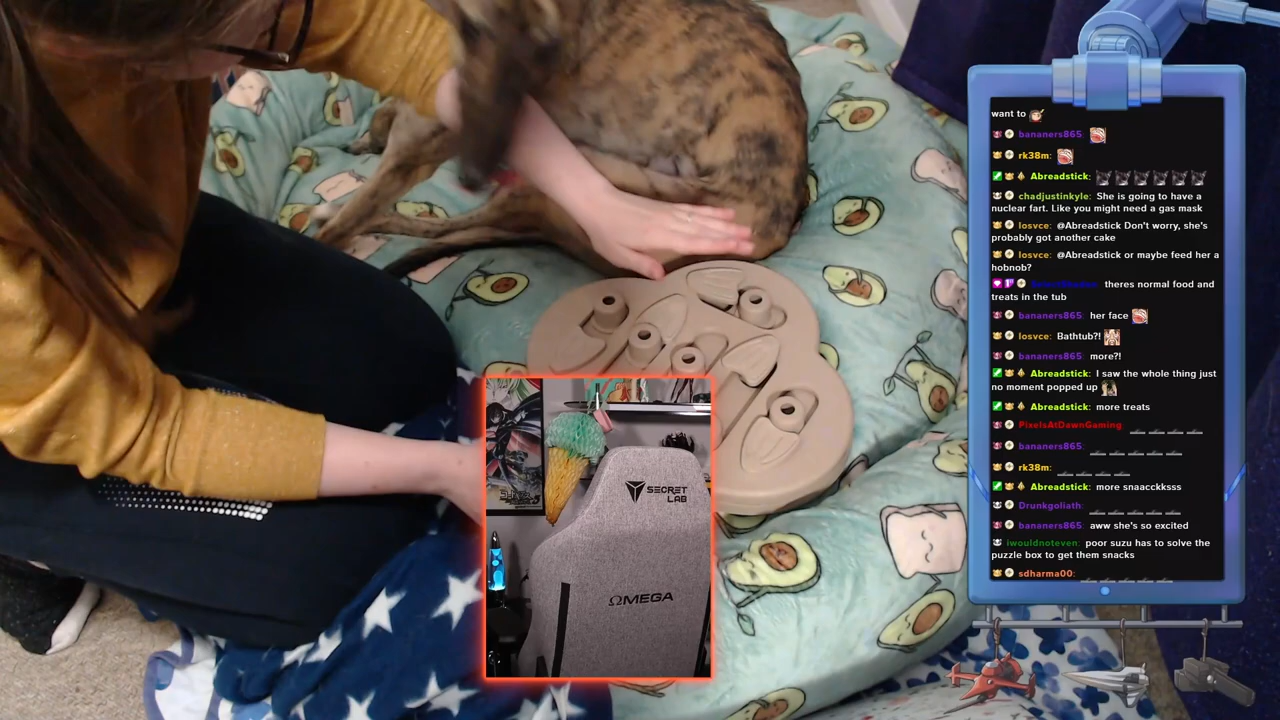 want to
bananers865:
rk38m:
Abreadstick:
chadjustinkyle: She is going to have a
nuclear fart. Like you might need a gas mask
losvce: @Abreadstick Don't worry, she's
probably got another cake
losvce: @Abreadstick or maybe feed her a
hobnob?
theres normal food and
treats in the tub
bananers865: her face
losvce: Bathtub?!
bananers865: more?!
Abreadstick: I saw the whole thing just
no moment popped up
Abreadstick: more treats
PixelsAtDawnGaming
bananers865:
rk38m:
Abreadstick: more snaacckksss
Drunkgoliath:
bananers865: aww she's so excited
iwouldnoteven: poor suzu has to solve the
puzzle box to get them snacks
sdharma00:
SECRET
LAB
ΩMEGA